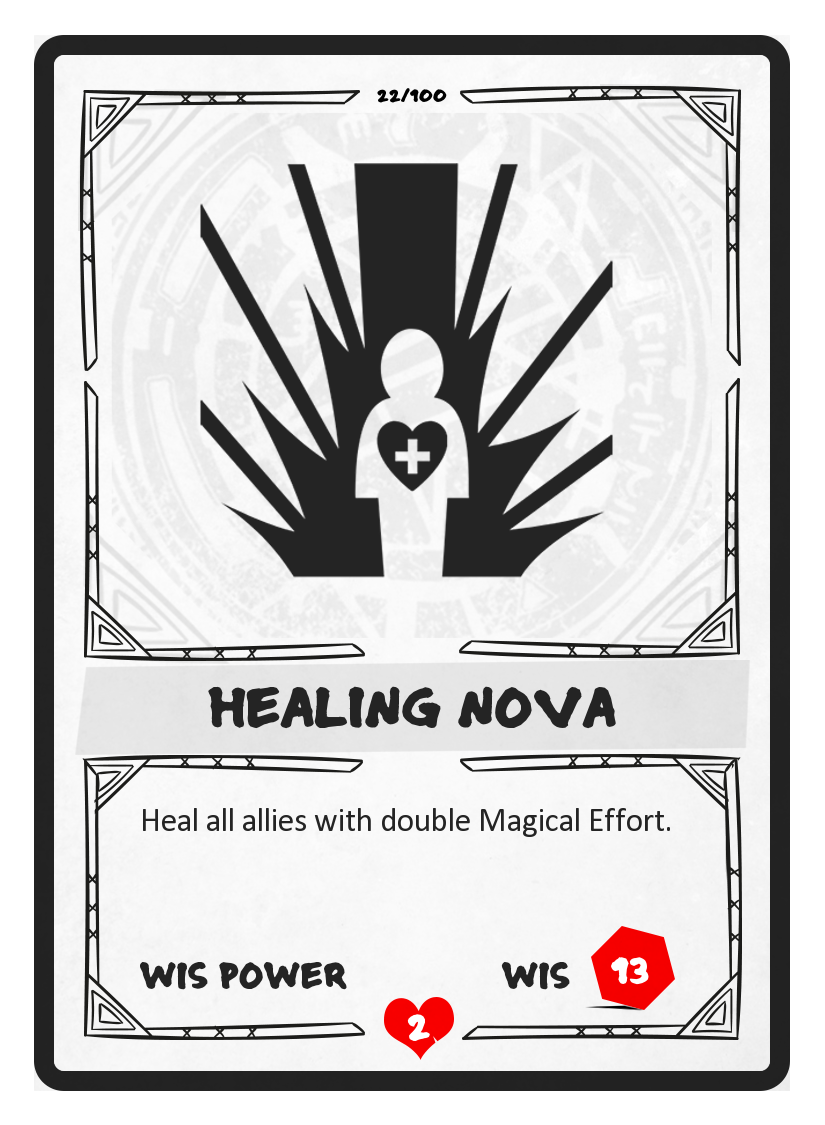 22/100
HEALING NOVA
Heal all allies with double Magical Effort.
WIS POWER
WIS 13
2